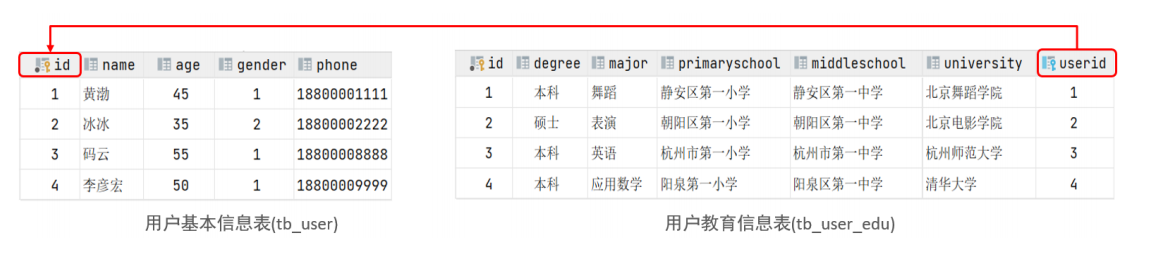 id name age gender phone
1 黄渤 45 1 18800001111
2 冰冰 35 2 18800002222
3 码云 55 1 18800008888
4 李彦宏 50 1 18800009999
用户基本信息表(tb_user)
id degree major primaryschool middleschool university userid
1 本科 舞蹈 静安区第一小学 静安区第一中学 北京舞蹈学院 1
2 硕士 表演 朝阳区第一小学 朝阳区第一中学 北京电影学院 2
3 本科 英语 杭州市第一小学 杭州市第一中学 杭州师范大学 3
4 本科 应用数学 阳泉第一小学 阳泉区第一中学 清华大学 4
用户教育信息表(tb_user_edu)